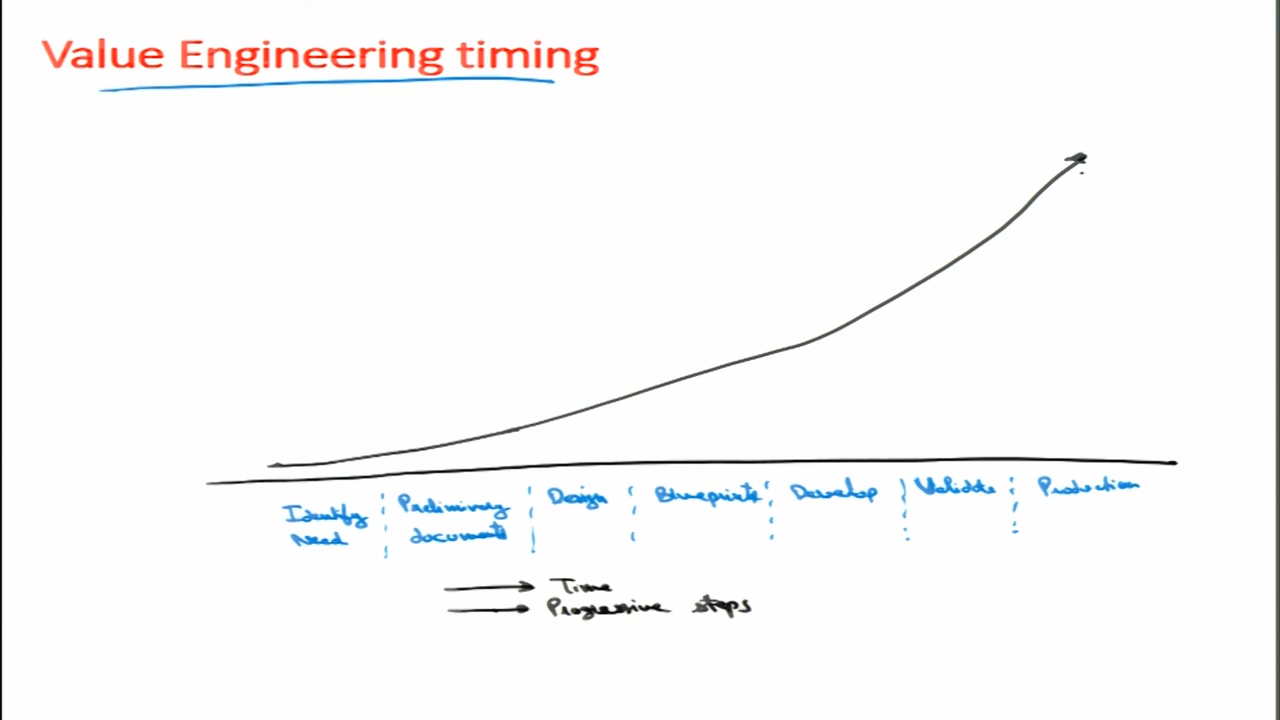 Value Engineering timing
Identify Need
Preliminary documents
Design
Blueprints
Develop
Validate
Production
Time
Progressive steps